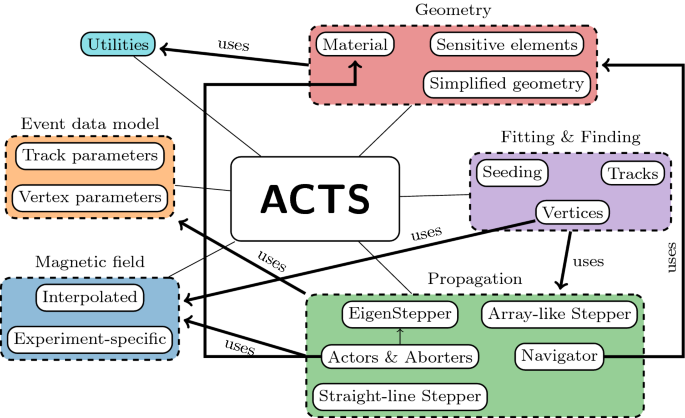 Geometry
Utilities
uses
Material
Sensitive elements
Simplified geometry
Event data model
Track parameters
Vertex parameters
ACTS
Fitting & Finding
Seeding
Tracks
Vertices
uses
uses
uses
uses
Magnetic field
Interpolated
Experiment-specific
uses
Propagation
EigenStepper
Array-like Stepper
Actors & Aborters
Navigator
Straight-line Stepper